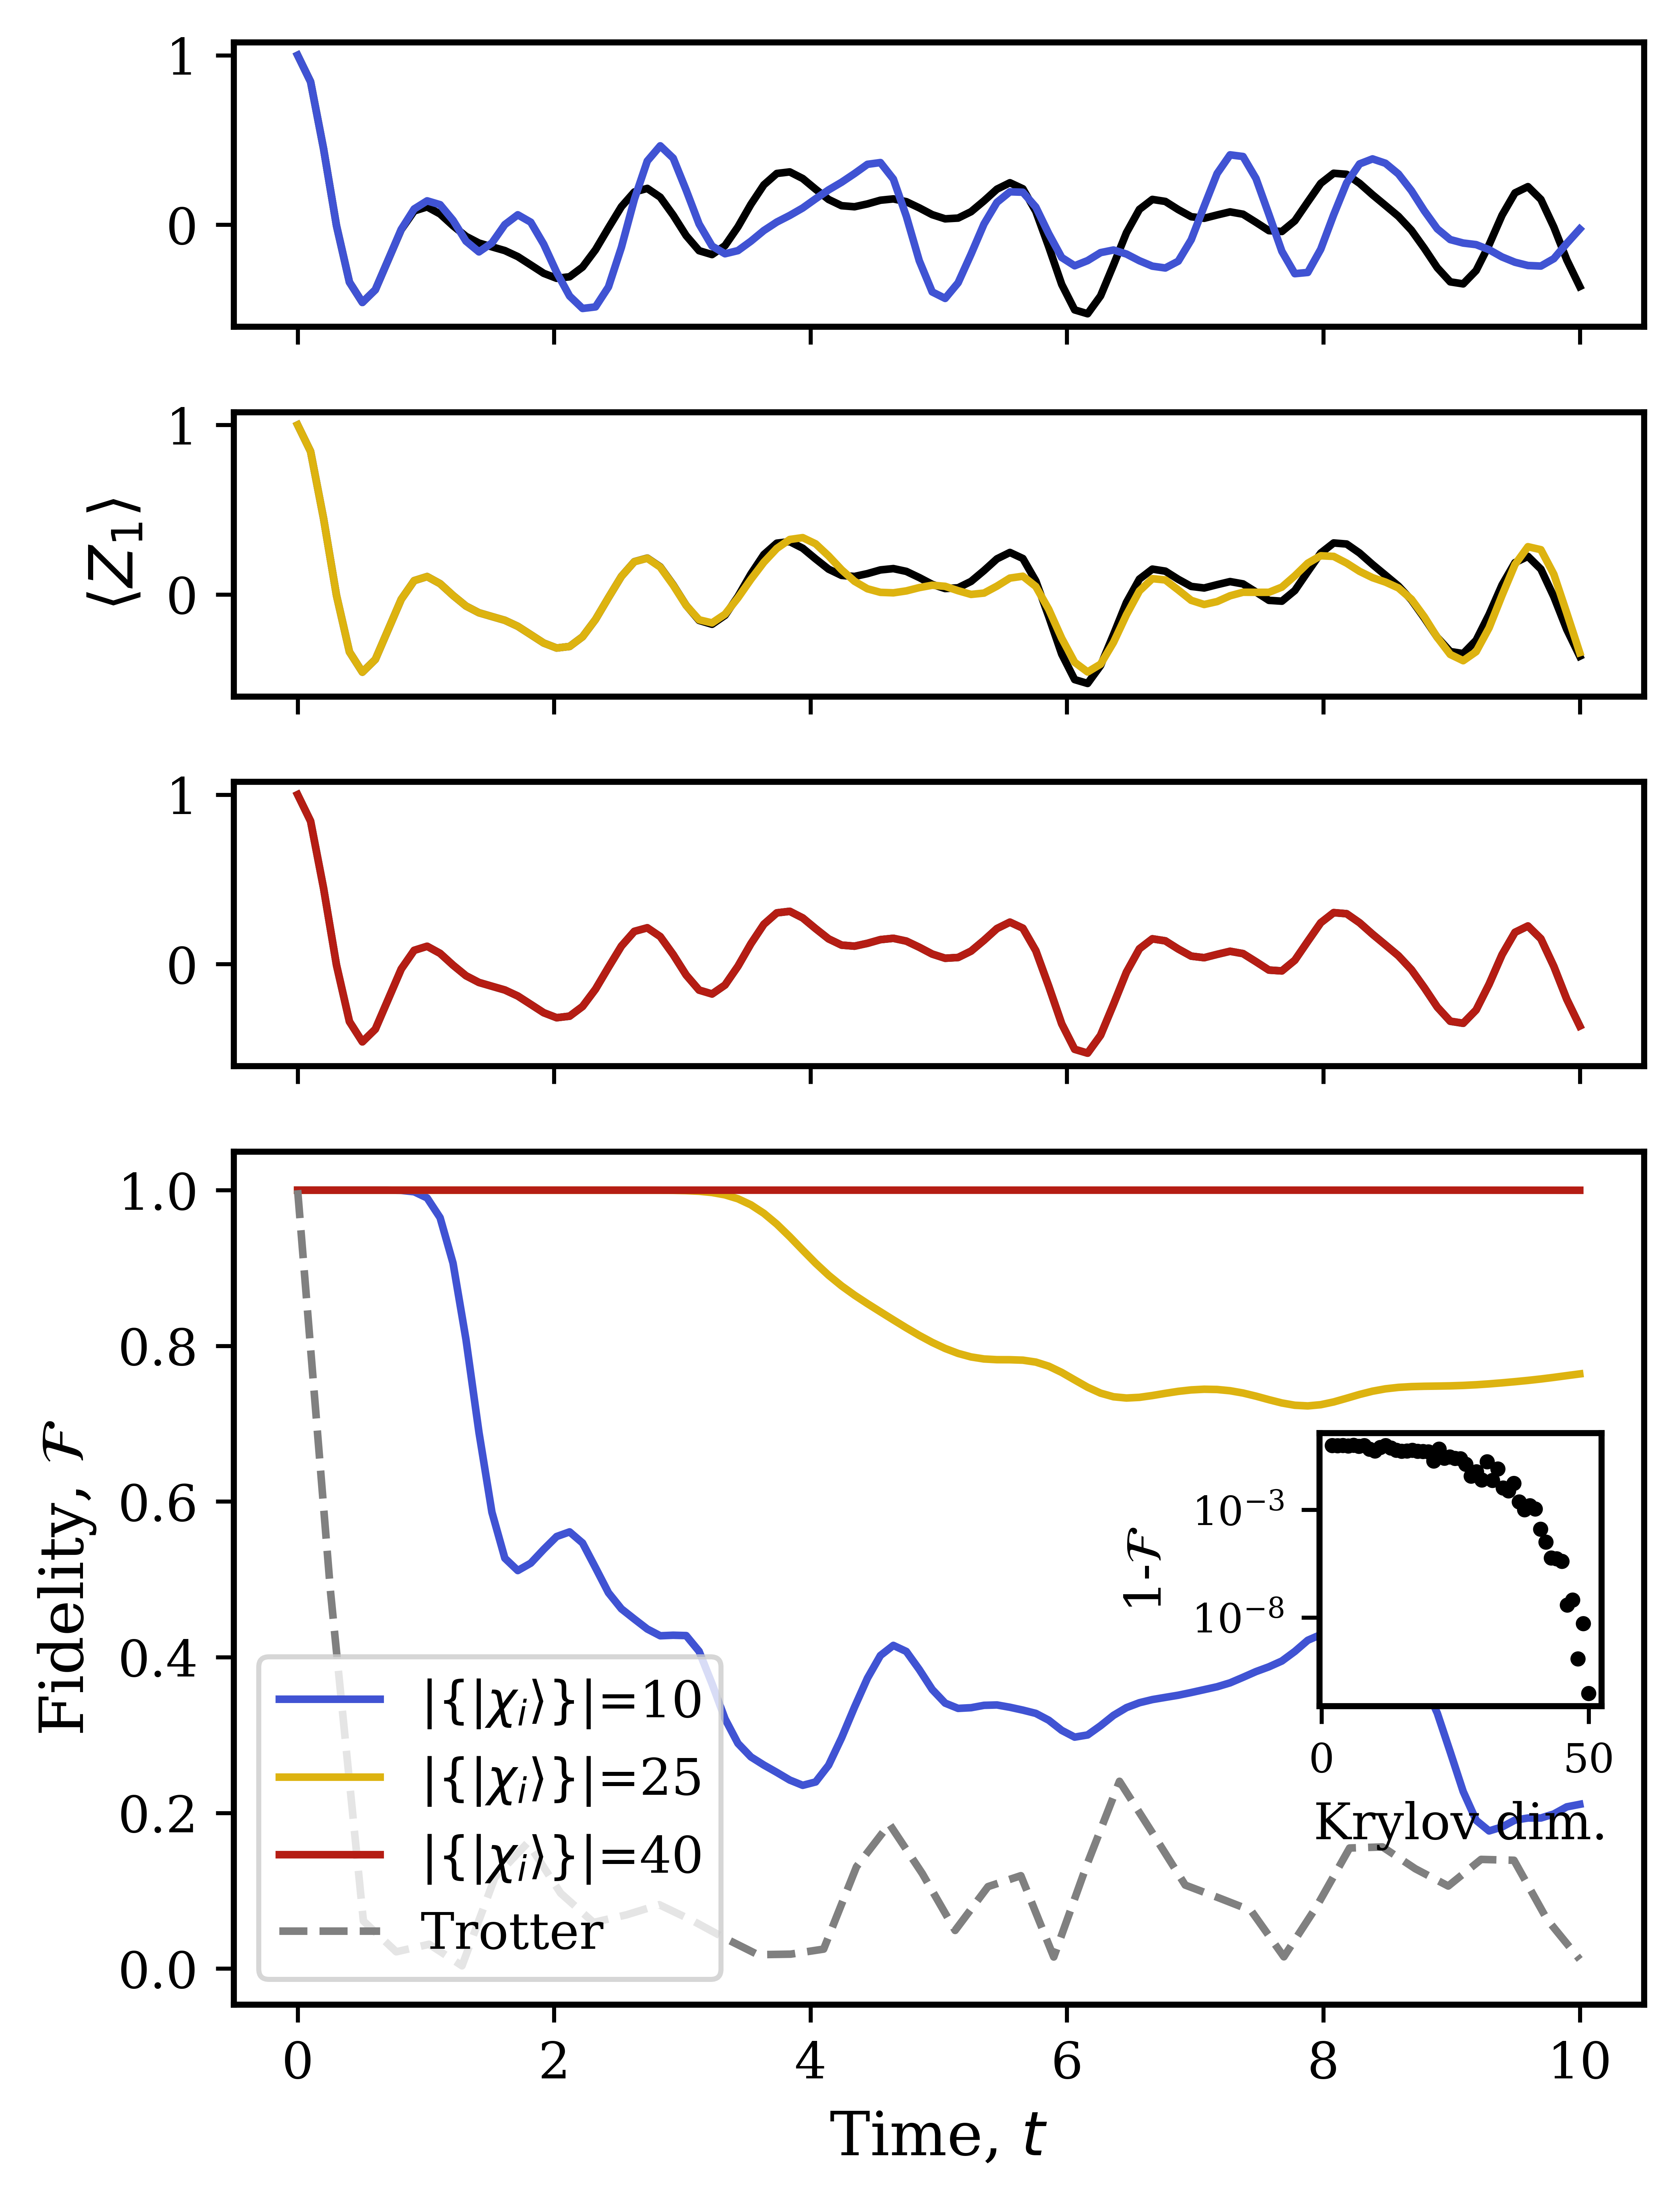 1
0
1
0
⟨Z₁⟩
1
0
1.0
0.8
0.6
0.4
0.2
0.0
Fidelity, ℱ
|{|χᵢ⟩}|=10
|{|χᵢ⟩}|=25
|{|χᵢ⟩}|=40
Trotter
10⁻³
10⁻⁸
1-ℱ
0 50
Krylov dim.
0 2 4 6 8 10
Time, t